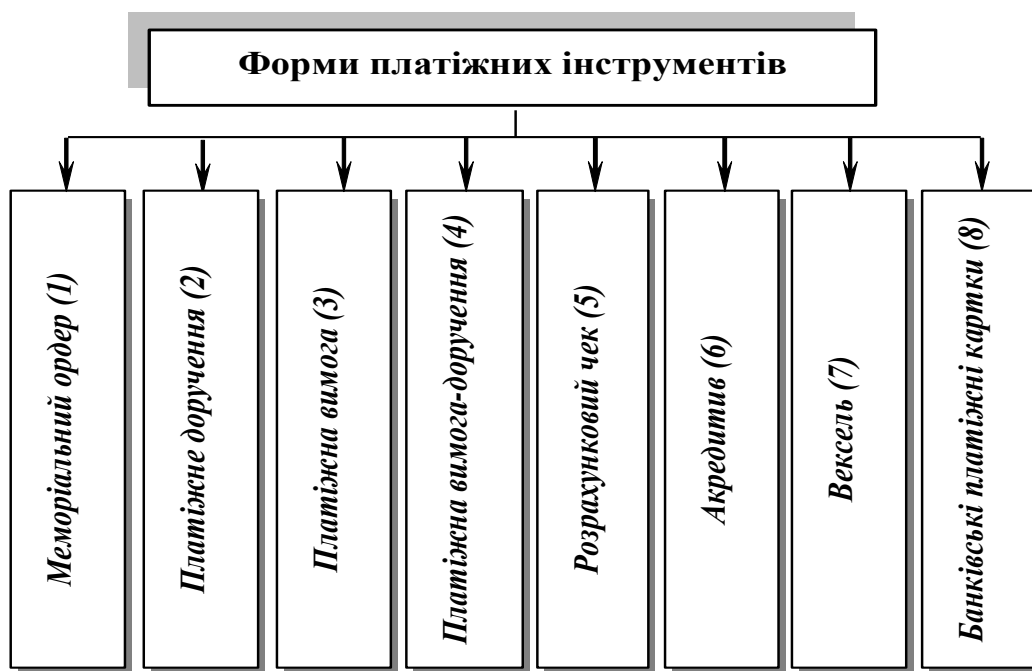 Форми платіжних інструментів
Меморіальний ордер (1)
Платіжне доручення (2)
Платіжна вимога (3)
Платіжна вимога-доручення (4)
Розрахунковий чек (5)
Акредитив (6)
Вексель (7)
Банківські платіжні картки (8)